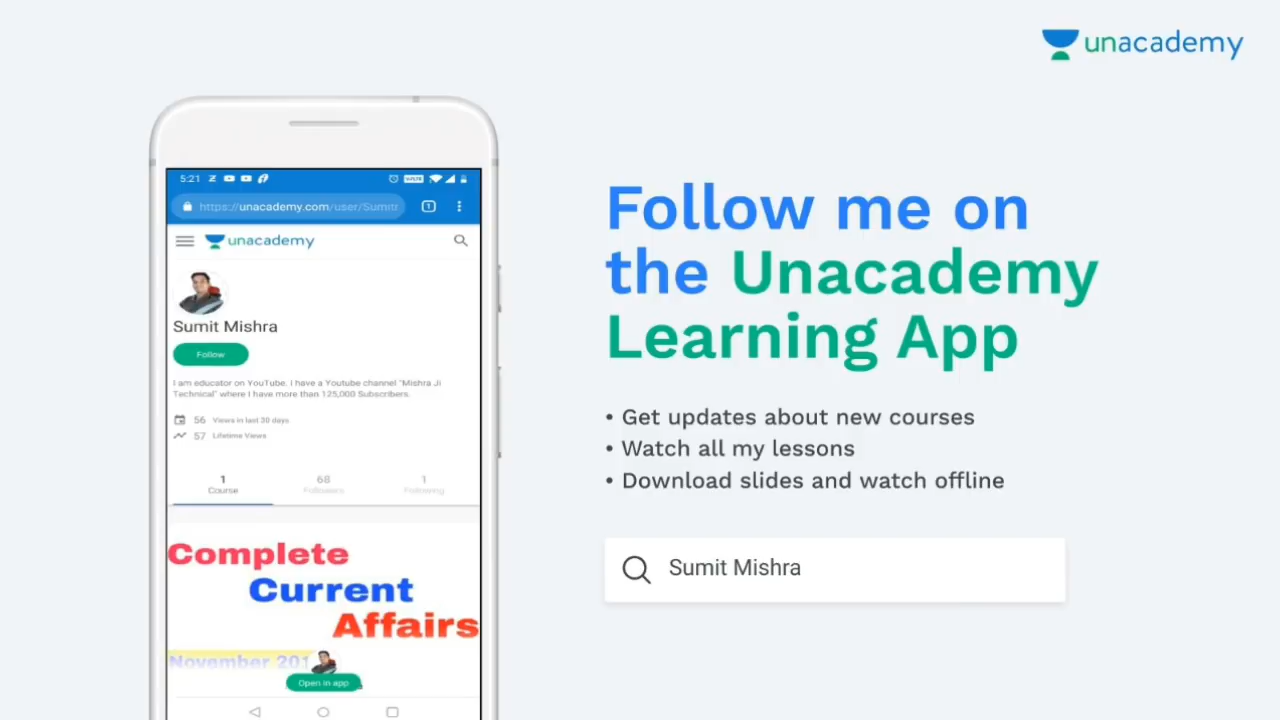 unacademy
5:21
https://unacademy.com/user/Sumit
unacademy
Sumit Mishra
Follow
I am educator on YouTube. I have a Youtube channel "Mishra Ji
Technical" where I have more than 125,000 Subscribers.
56 Views in last 30 days
57 Lifetime Views
1 68 1
Course Followers Following
Complete
Current
Affairs
November 201
Open in app
Follow me on
the Unacademy
Learning App
• Get updates about new courses
• Watch all my lessons
• Download slides and watch offline
Sumit Mishra